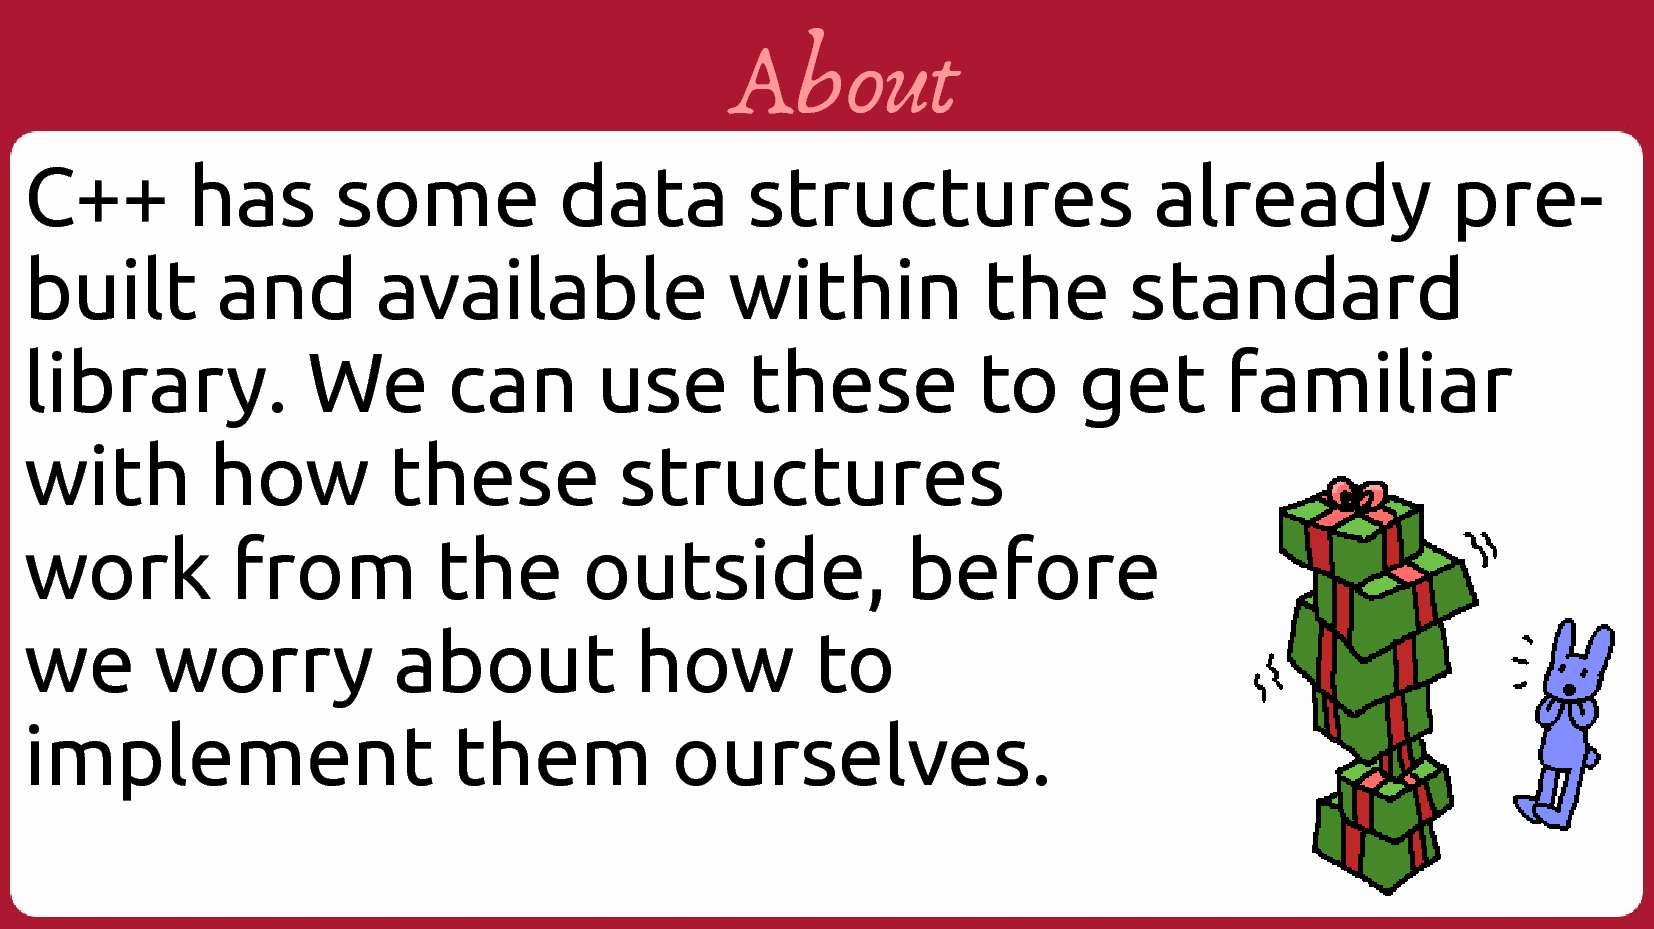 About
C++ has some data structures already pre-
built and available within the standard
library. We can use these to get familiar
with how these structures
work from the outside, before
we worry about how to
implement them ourselves.